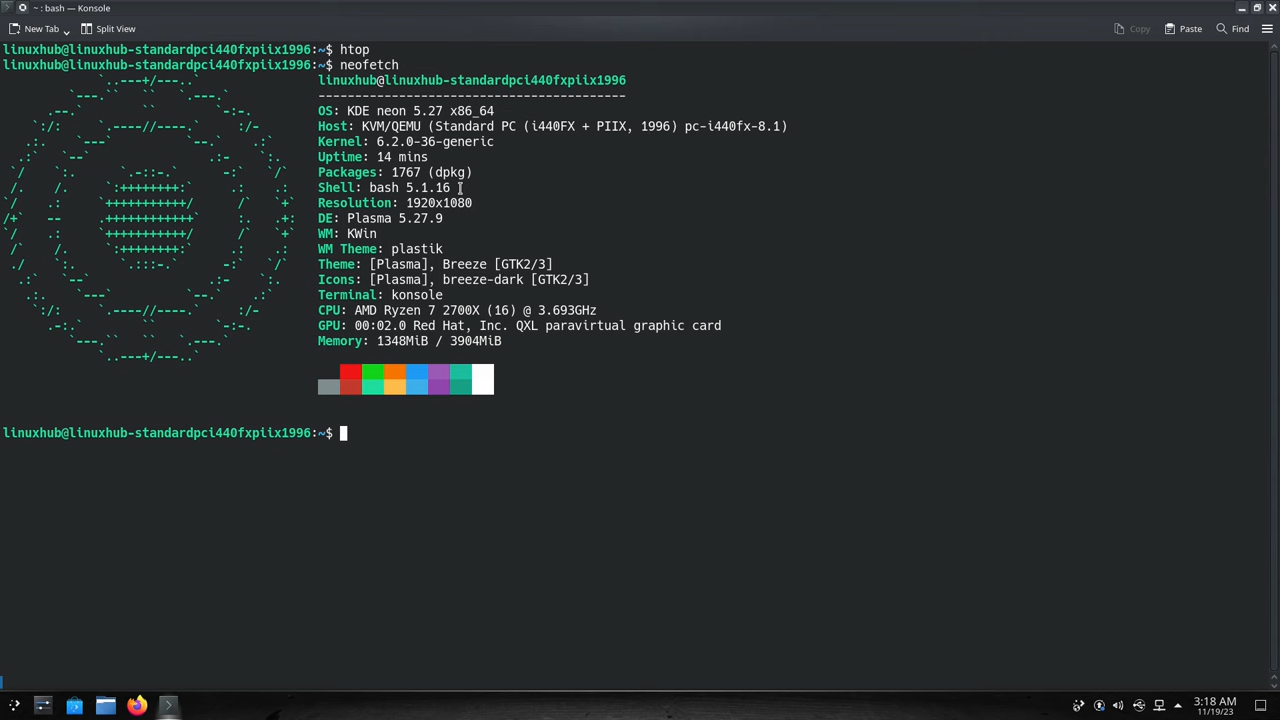 ~ : bash — Konsole
New Tab
Split View
Copy
Paste
Find
linuxhub@linuxhub-standardpci440fxpiix1996:~$ htop
linuxhub@linuxhub-standardpci440fxpiix1996:~$ neofetch
linuxhub@linuxhub-standardpci440fxpiix1996
------------------------------------------
OS: KDE neon 5.27 x86_64
Host: KVM/QEMU (Standard PC (i440FX + PIIX, 1996) pc-i440fx-8.1)
Kernel: 6.2.0-36-generic
Uptime: 14 mins
Packages: 1767 (dpkg)
Shell: bash 5.1.16
Resolution: 1920x1080
DE: Plasma 5.27.9
WM: KWin
WM Theme: plastik
Theme: [Plasma], Breeze [GTK2/3]
Icons: [Plasma], breeze-dark [GTK2/3]
Terminal: konsole
CPU: AMD Ryzen 7 2700X (16) @ 3.693GHz
GPU: 00:02.0 Red Hat, Inc. QXL paravirtual graphic card
Memory: 1348MiB / 3904MiB
linuxhub@linuxhub-standardpci440fxpiix1996:~$
3:18 AM
11/19/23